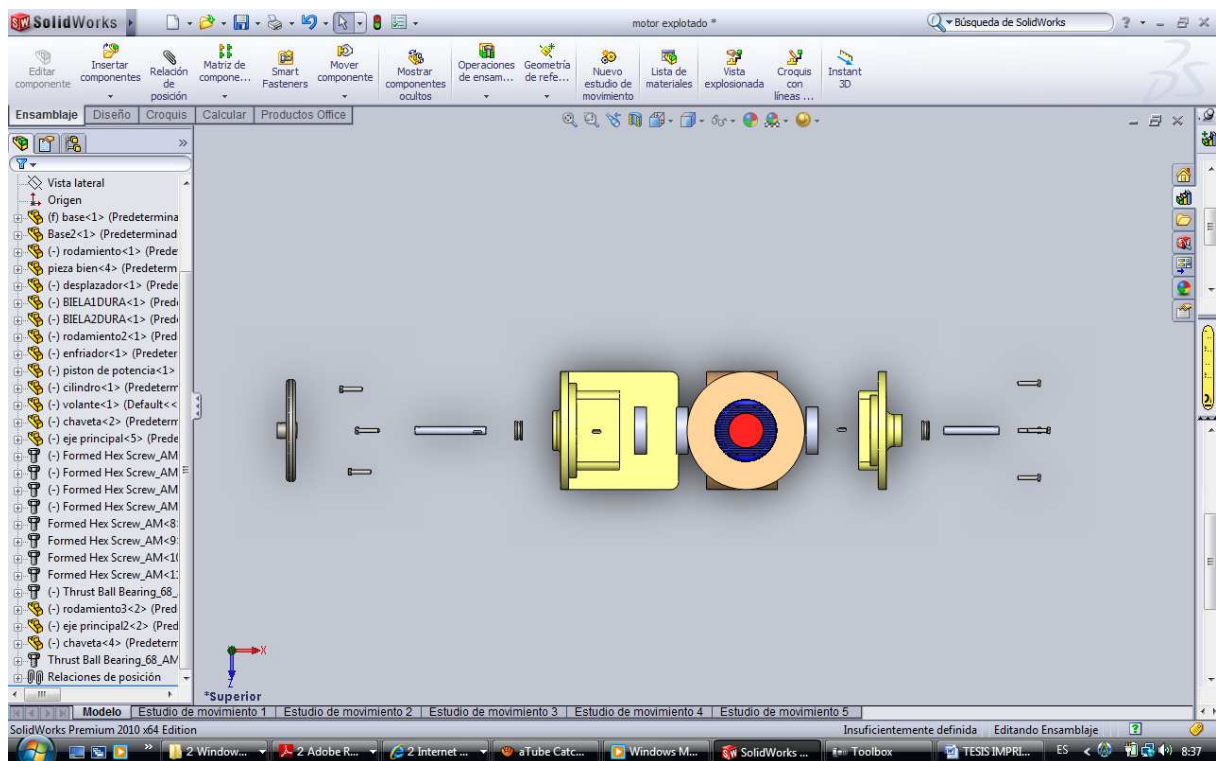 SolidWorks
motor explotado *
Búsqueda de SolidWorks
Editar componente
Insertar componentes
Relación de posición
Matriz de compone...
Smart Fasteners
Mover componente
Mostrar componentes ocultos
Operaciones de ensam...
Geometría de refe...
Nuevo estudio de movimiento
Lista de materiales
Vista explosionada
Croquis con líneas ...
Instant 3D
Ensamblaje Diseño Croquis Calcular Productos Office
Vista lateral
Origen
(f) base<1> (Predetermina
Base2<1> (Predeterminad
(-) rodamiento<1> (Prede
pieza bien<4> (Predeterm
(-) desplazador<1> (Prede
(-) BIELA1DURA<1> (Pred
(-) BIELA2DURA<1> (Pred
(-) rodamiento2<1> (Pred
(-) enfriador<1> (Predeter
(-) piston de potencia<1>
(-) cilindro<1> (Predeterm
(-) volante<1> (Default<<
(-) chaveta<2> (Predeterm
(-) eje principal<5> (Prede
(-) Formed Hex Screw_AM
(-) Formed Hex Screw_AM
(-) Formed Hex Screw_AM
(-) Formed Hex Screw_AM
Formed Hex Screw_AM<8
Formed Hex Screw_AM<9
Formed Hex Screw_AM<1(
Formed Hex Screw_AM<1
(-) Thrust Ball Bearing_68_
(-) rodamiento3<2> (Pred
(-) eje principal2<2> (Pred
(-) chaveta<4> (Predeterm
Thrust Ball Bearing_68_AM
Relaciones de posición
X
Z
*Superior
Modelo Estudio de movimiento 1 Estudio de movimiento 2 Estudio de movimiento 3 Estudio de movimiento 4 Estudio de movimiento 5
SolidWorks Premium 2010 x64 Edition Insuficientemente definida Editando Ensamblaje
2 Window... 2 Adobe R... 2 Internet ... aTube Catc... Windows M... SolidWorks ... Toolbox TESIS IMPRI... ES 8:37